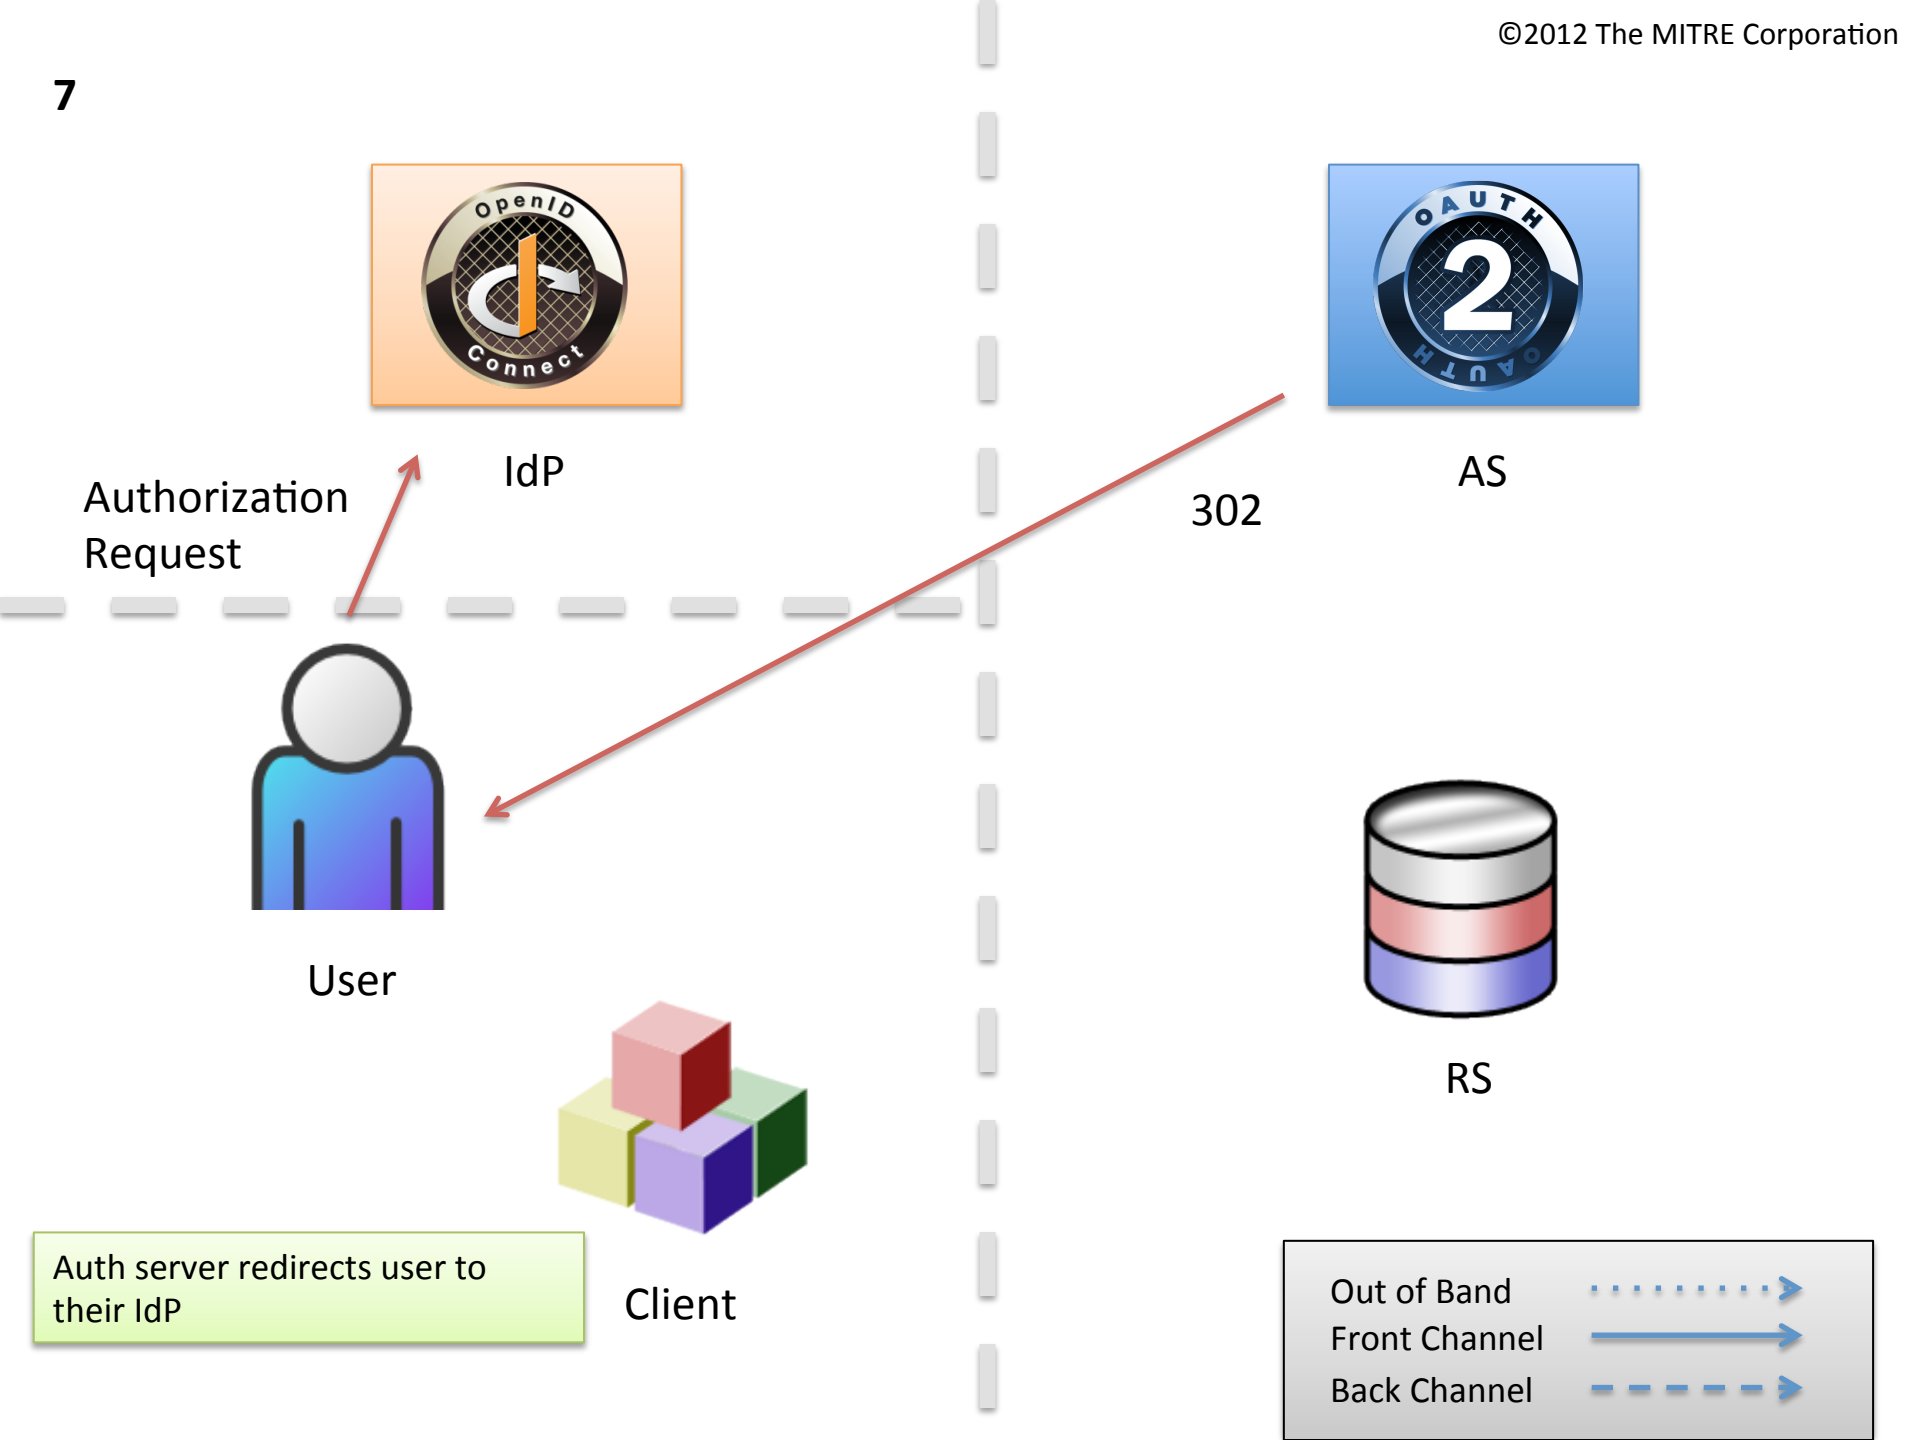 ©2012 The MITRE Corporation
7
OpenID
Connect
OAUTH
2
OAUTH
IdP
AS
Authorization
Request
302
User
RS
Client
Auth server redirects user to
their IdP
Out of Band
Front Channel
Back Channel